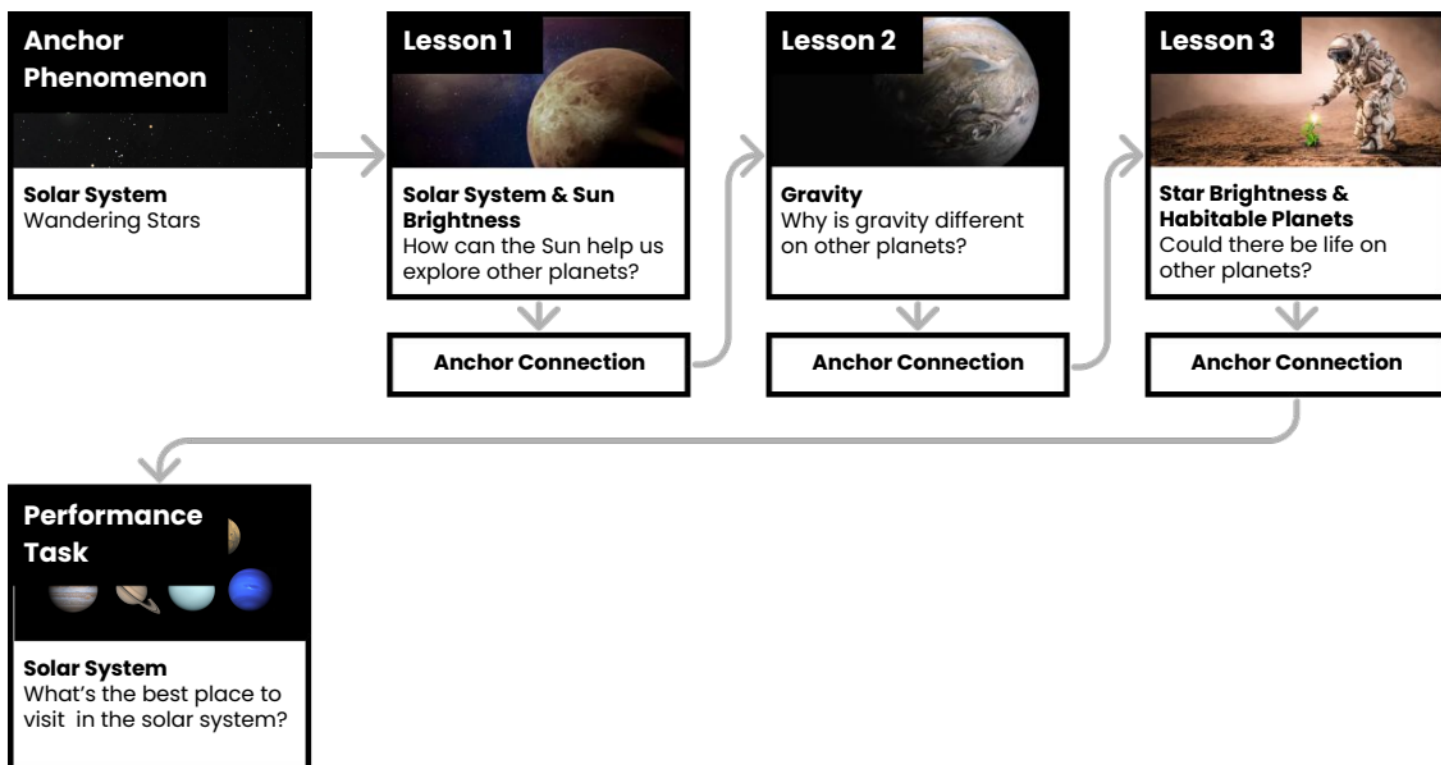 Anchor
Phenomenon
Solar System
Wandering Stars
Lesson 1
Solar System & Sun
Brightness
How can the Sun help us
explore other planets?
Anchor Connection
Lesson 2
Gravity
Why is gravity different
on other planets?
Anchor Connection
Lesson 3
Star Brightness &
Habitable Planets
Could there be life on
other planets?
Anchor Connection
Performance
Task
Solar System
What's the best place to
visit  in the solar system?